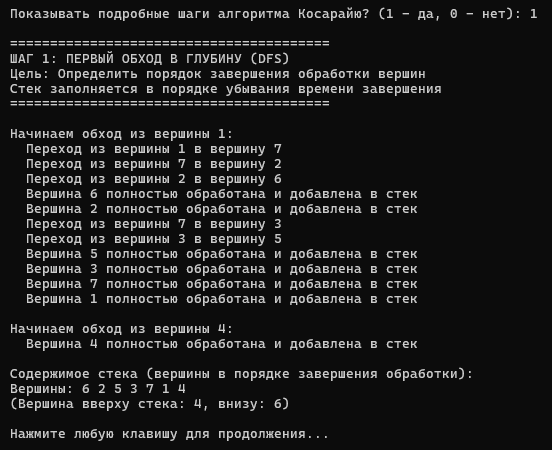 Показывать подробные шаги алгоритма Косарайю? (1 – да, 0 – нет): 1
========================================
ШАГ 1: ПЕРВЫЙ ОБХОД В ГЛУБИНУ (DFS)
Цель: Определить порядок завершения обработки вершин
Стек заполняется в порядке убывания времени завершения
========================================
Начинаем обход из вершины 1:
Переход из вершины 1 в вершину 7
Переход из вершины 7 в вершину 2
Переход из вершины 2 в вершину 6
Вершина 6 полностью обработана и добавлена в стек
Вершина 2 полностью обработана и добавлена в стек
Переход из вершины 7 в вершину 3
Переход из вершины 3 в вершину 5
Вершина 5 полностью обработана и добавлена в стек
Вершина 3 полностью обработана и добавлена в стек
Вершина 7 полностью обработана и добавлена в стек
Вершина 1 полностью обработана и добавлена в стек
Начинаем обход из вершины 4:
Вершина 4 полностью обработана и добавлена в стек
Содержимое стека (вершины в порядке завершения обработки):
Вершины: 6 2 5 3 7 1 4
(Вершина вверху стека: 4, внизу: 6)
Нажмите любую клавишу для продолжения...